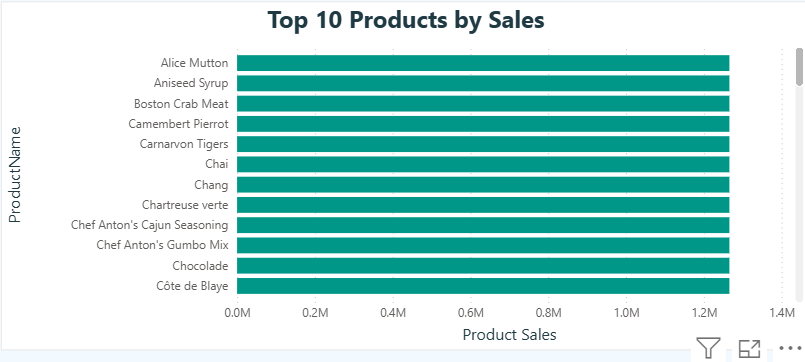 Top 10 Products by Sales
ProductName
Alice Mutton
Aniseed Syrup
Boston Crab Meat
Camembert Pierrot
Carnarvon Tigers
Chai
Chang
Chartreuse verte
Chef Anton's Cajun Seasoning
Chef Anton's Gumbo Mix
Chocolade
Côte de Blaye
0.0M 0.2M 0.4M 0.6M 0.8M 1.0M 1.2M 1.4M
Product Sales